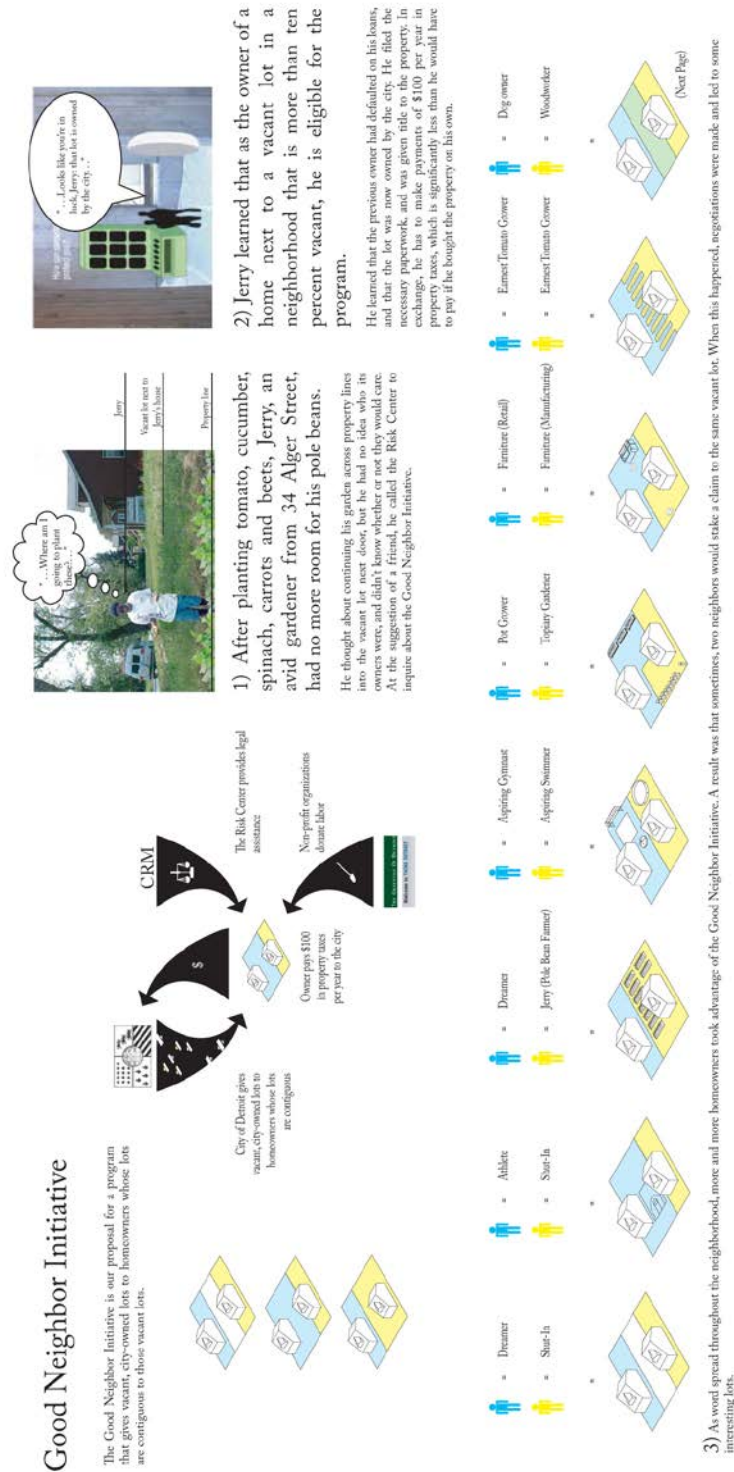 Good Neighbor Initiative
The Good Neighbor Initiative is our proposal for a program
that gives vacant, city-owned lots to homeowners whose lots
are contiguous to those vacant lots.
City of Detroit gives
vacant, city-owned lots to
homeowners whose lots
are contiguous
$
Owner pays $100
in property taxes
per year to the city
CRM
The Risk Center provides legal
assistance
Non-profit organizations
donate labor
"…Where am I
going to plant
these?…"
Jerry
Vacant lot next to
Jerry's house
Property line
1) After planting tomato, cucumber,
spinach, carrots and beets, Jerry, an
avid gardener from 34 Alger Street,
had no more room for his pole beans.
He thought about continuing his garden across property lines
into the vacant lot next door, but he had no idea who its
owners were, and didn't know whether or not they would care.
At the suggestion of a friend, he called the Risk Center to
inquire about the Good Neighbor Initiative.
"…Looks like you're in
luck, Jerry: that lot is owned
by the city…"
2) Jerry learned that as the owner of a
home next to a vacant lot in a
neighborhood that is more than ten
percent vacant, he is eligible for the
program.
He learned that the previous owner had defaulted on his loans,
and that the lot was now owned by the city. He filed the
necessary paperwork, and was given title to the property. In
exchange, he has to make payments of $100 per year in
property taxes, which is significantly less than he would have
to pay if he bought the property on his own.
= Dreamer
= Shut-In
= Athlete
= Shut-In
= Dreamer
= Jerry (Pole Bean Farmer)
= Aspiring Gymnast
= Aspiring Swimmer
= Pot Grower
= Topiary Gardener
= Furniture (Retail)
= Furniture (Manufacturing)
= Earnest Tomato Grower
= Earnest Tomato Grower
= Dog owner
= Woodworker
(Next Page)
3) As word spread throughout the neighborhood, more and more homeowners took advantage of the Good Neighbor Initiative. A result was that sometimes, two neighbors would stake a claim to the same vacant lot. When this happened, negotiations were made and led to some
interesting lots.